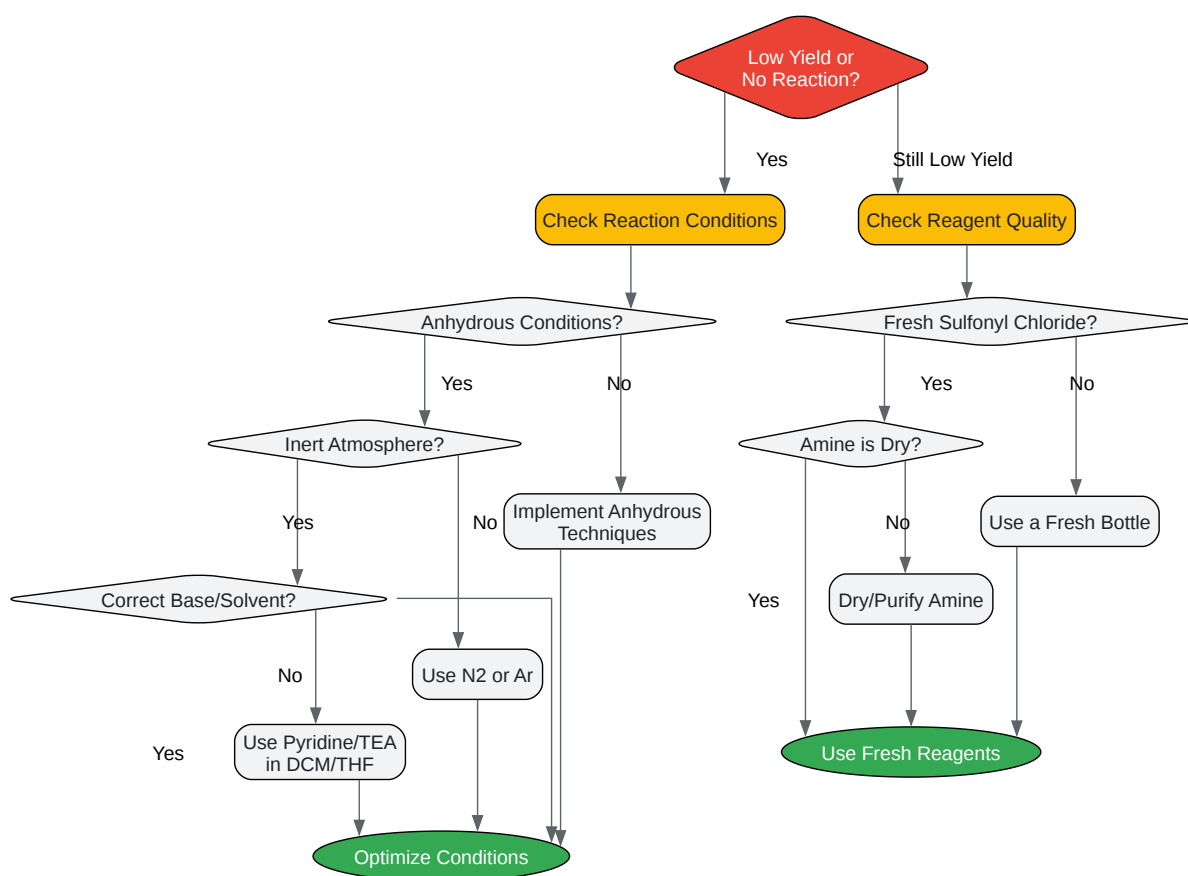 Low Yield or
No Reaction?
Yes
Still Low Yield
Check Reaction Conditions
Check Reagent Quality
Anhydrous Conditions?
Fresh Sulfonyl Chloride?
Yes
No
Yes
No
Inert Atmosphere?
Amine is Dry?
Implement Anhydrous
Techniques
Use a Fresh Bottle
Yes
No
No
Correct Base/Solvent?
Yes
Dry/Purify Amine
No
Use N2 or Ar
Yes
Use Pyridine/TEA
in DCM/THF
Use Fresh Reagents
Optimize Conditions